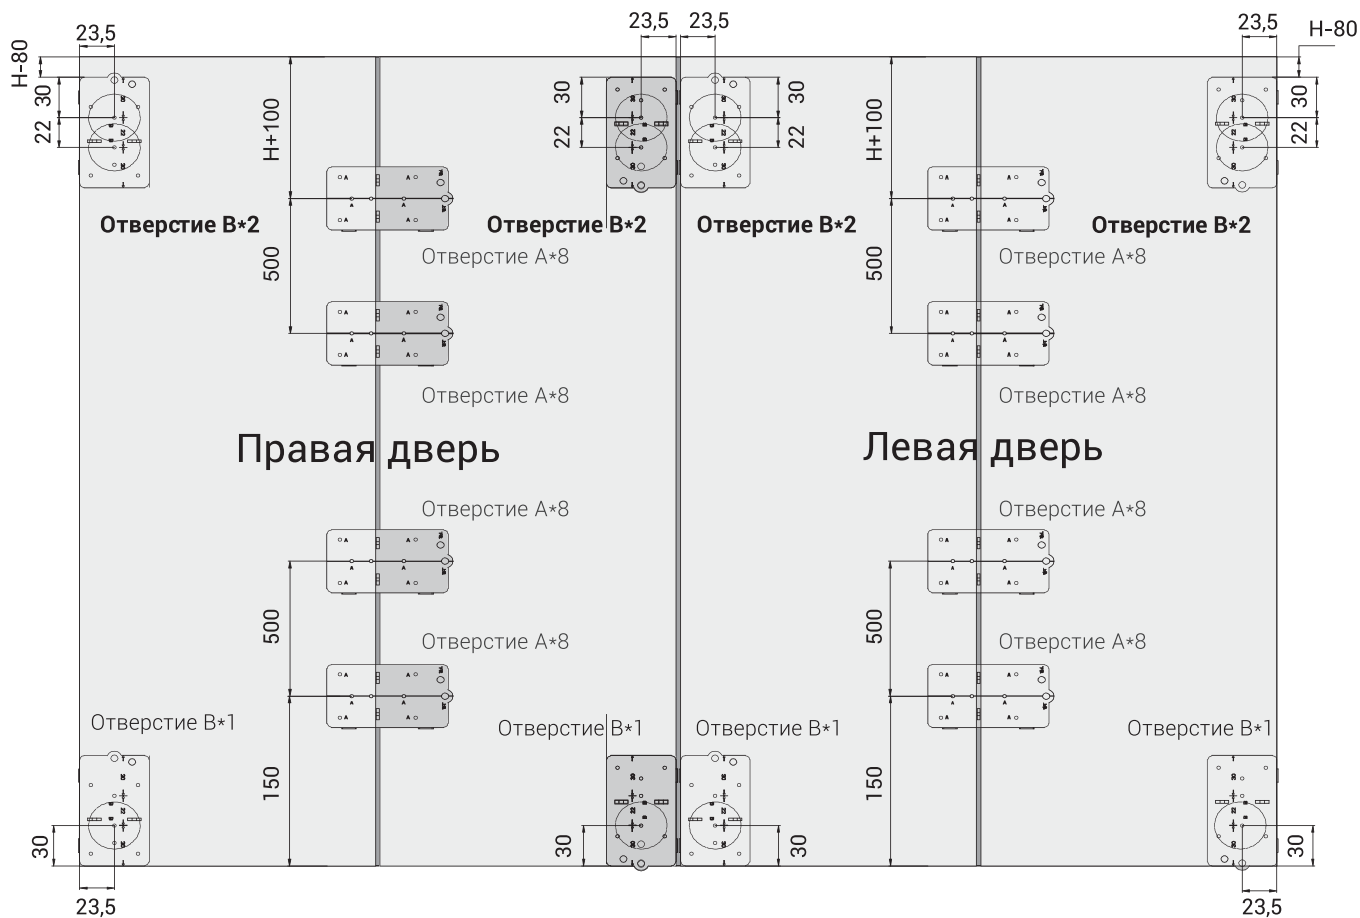 23,5
23,5
23,5
23,5
H-80
H-80
30
22
H+100
30
22
30
22
H+100
30
22
Отверстие B*2
Отверстие B*2
Отверстие B*2
Отверстие B*2
500
Отверстие A*8
500
Отверстие A*8
Отверстие A*8
Отверстие A*8
Правая дверь
Левая дверь
Отверстие A*8
Отверстие A*8
500
Отверстие A*8
500
Отверстие A*8
Отверстие B*1
Отверстие B*1
Отверстие B*1
Отверстие B*1
150
150
30
30
30
30
23,5
23,5